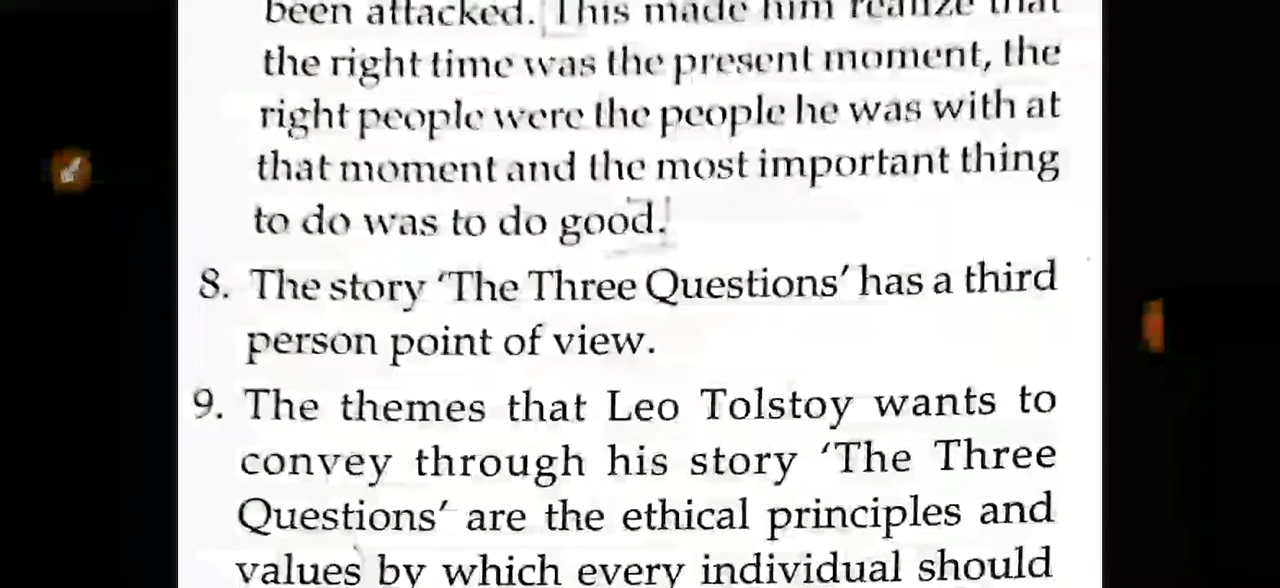 been attacked. This made him realize that
the right time was the present moment, the
right people were the people he was with at
that moment and the most important thing
to do was to do good.
8. The story ‘The Three Questions’ has a third
person point of view.
9. The themes that Leo Tolstoy wants to
convey through his story ‘The Three
Questions’ are the ethical principles and
values by which every individual should